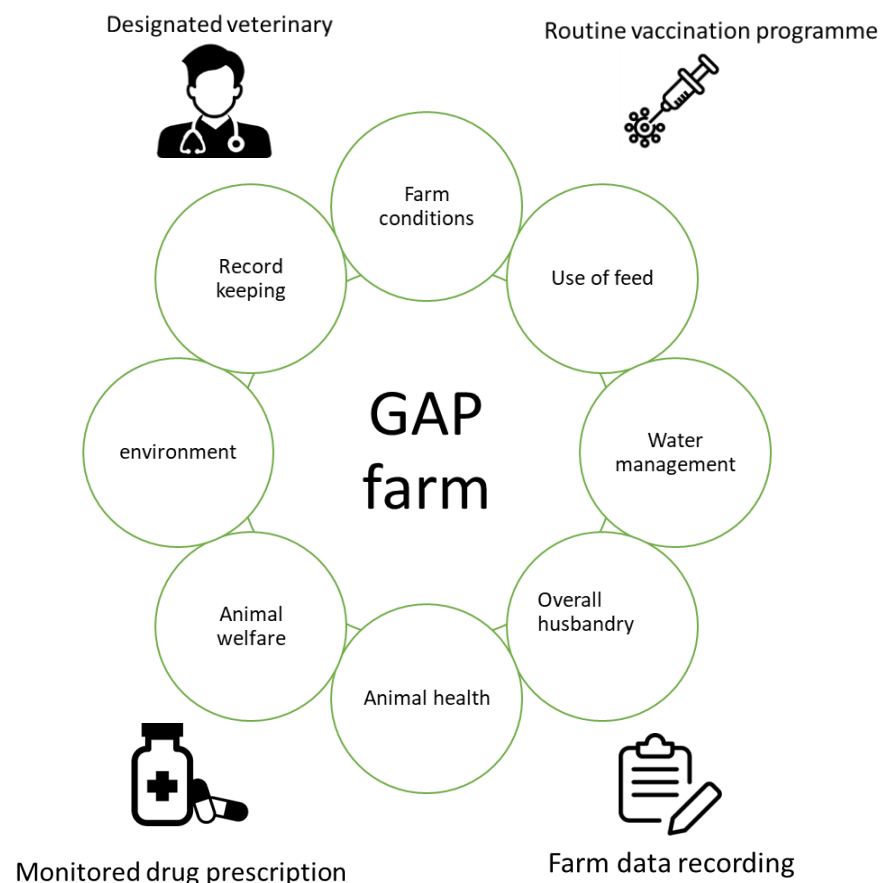 Designated veterinary
Routine vaccination programme
Farm
conditions
Record
keeping
Use of feed
GAP
farm
environment
Water
management
Animal
welfare
Overall
husbandry
Animal health
Monitored drug prescription
Farm data recording